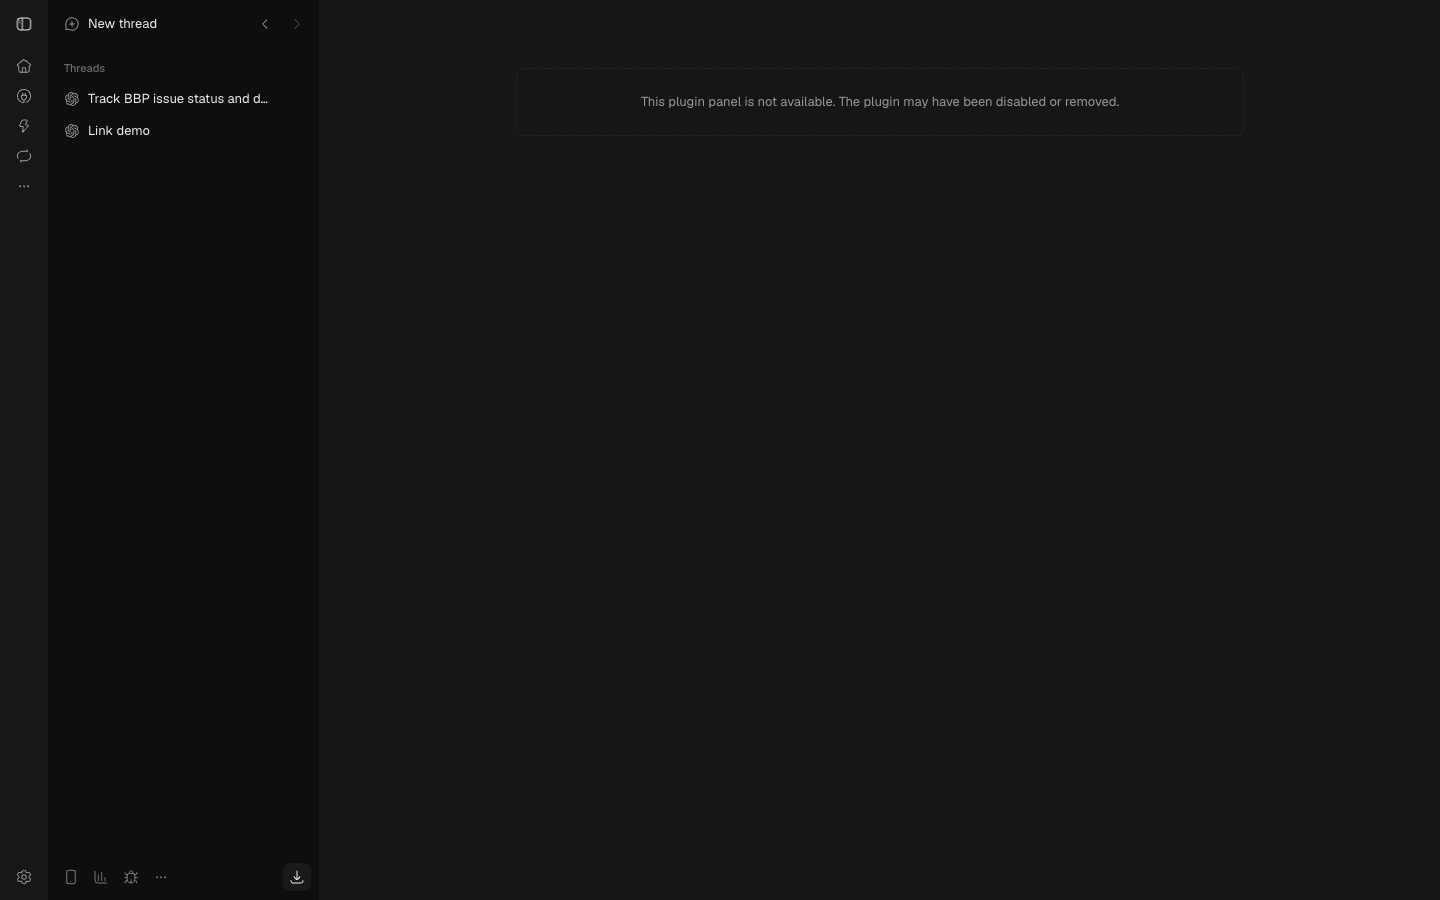 New thread
Threads
Track BBP issue status and d...
Link demo
This plugin panel is not available. The plugin may have been disabled or removed.